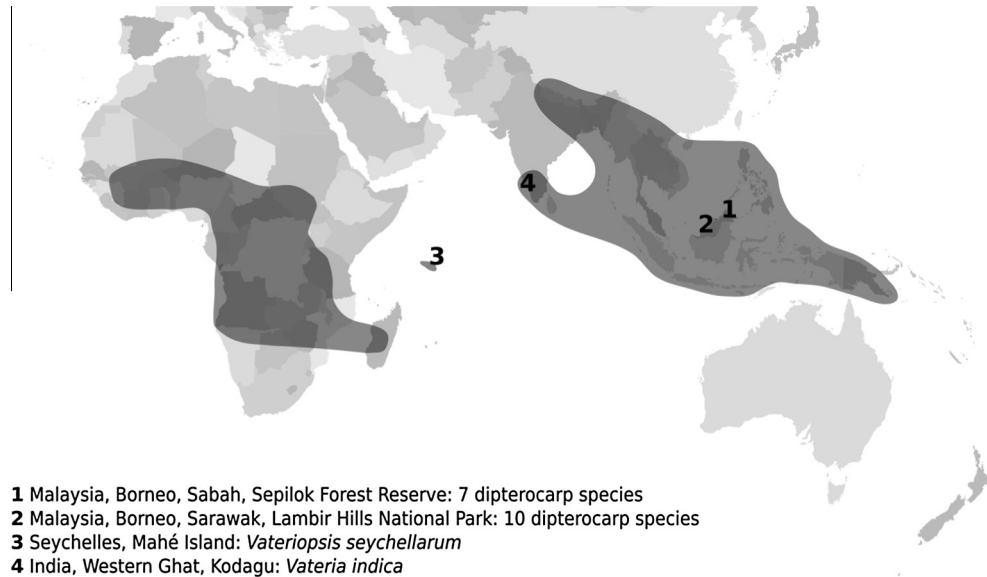 4
1
2
3
1 Malaysia, Borneo, Sabah, Sepilok Forest Reserve: 7 dipterocarp species
2 Malaysia, Borneo, Sarawak, Lambir Hills National Park: 10 dipterocarp species
3 Seychelles, Mahé Island: Vateriopsis seychellarum
4 India, Western Ghat, Kodagu: Vateria indica